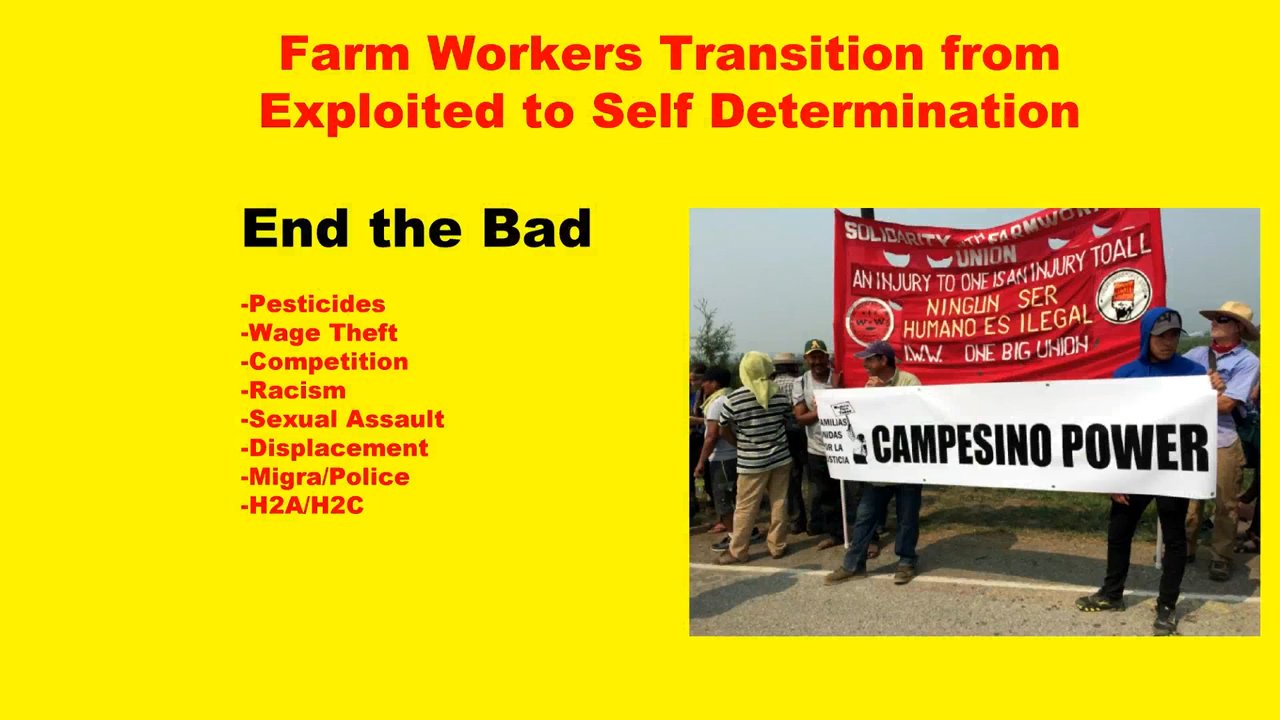 Farm Workers Transition from
Exploited to Self Determination
End the Bad
-Pesticides
-Wage Theft
-Competition
-Racism
-Sexual Assault
-Displacement
-Migra/Police
-H2A/H2C
SOLIDARITY
UNION
AN INJURY TO ONE IS AN INJURY TO ALL
NINGUN SER
HUMANO ES ILEGAL
I.W.W. ONE BIG UNION
CAMPESINO POWER